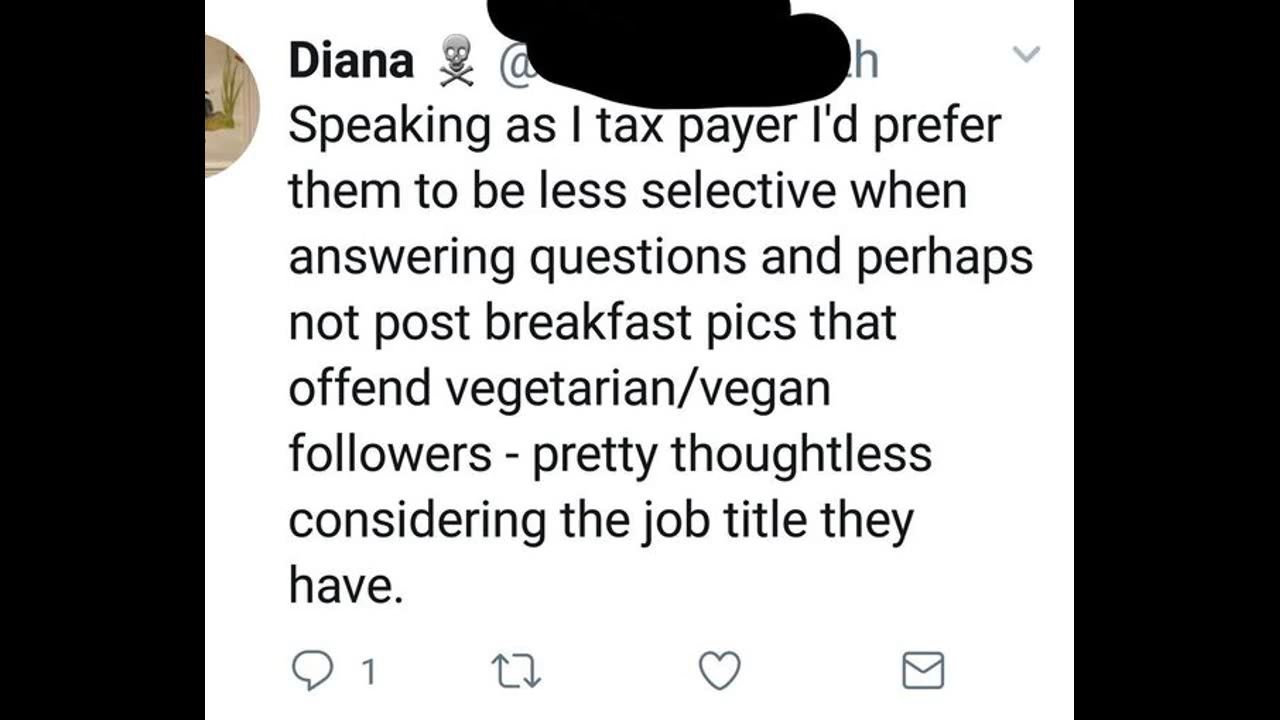 Diana ☠ @
Speaking as I tax payer I'd prefer
them to be less selective when
answering questions and perhaps
not post breakfast pics that
offend vegetarian/vegan
followers - pretty thoughtless
considering the job title they
have.
1